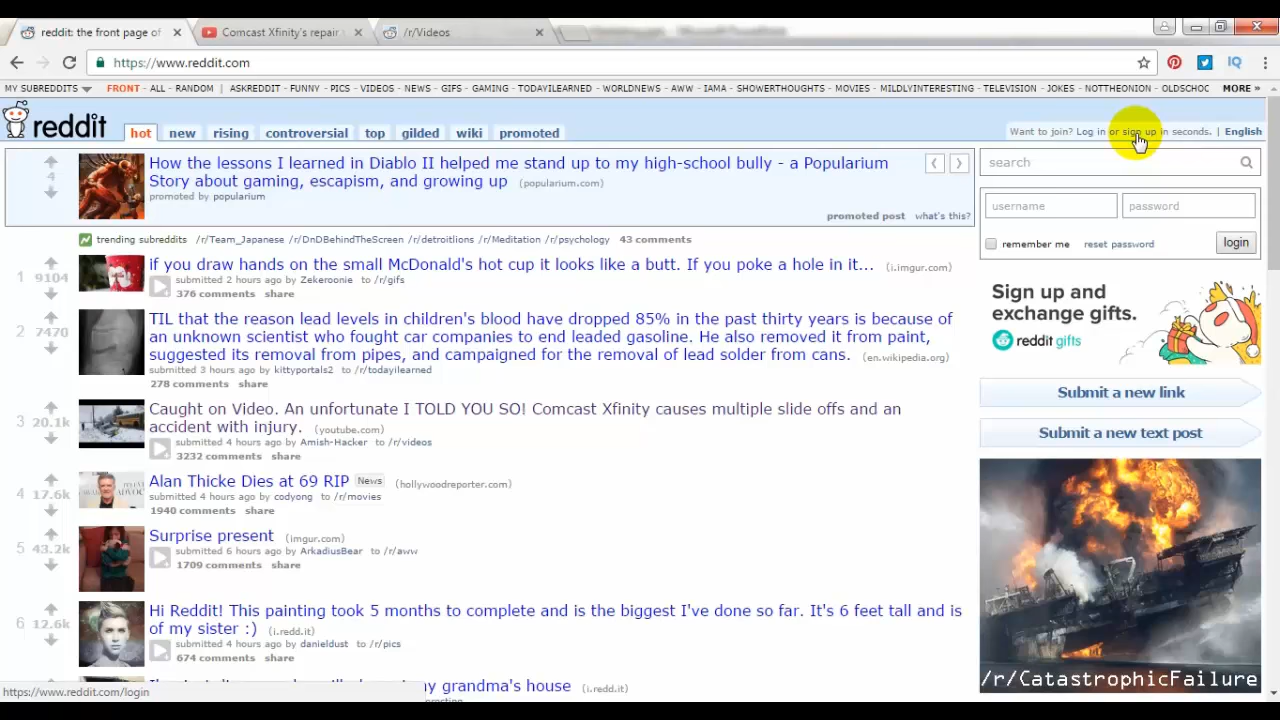 reddit: the front page of
Comcast Xfinity's repair
/r/Videos
https://www.reddit.com
MY SUBREDDITS FRONT - ALL - RANDOM | ASKREDDIT - FUNNY - PICS - VIDEOS - NEWS - GIFS - GAMING - TODAYILEARNED - WORLDNEWS - AWW - IAMA - SHOWERTHOUGHTS - MOVIES - MILDLYINTERESTING - TELEVISION - JOKES - NOTTHEONION - OLDSCHOC MORE »
reddit hot new rising controversial top gilded wiki promoted
Want to join? Log in or sign up in seconds. | English
search
username password
remember me reset password login
How the lessons I learned in Diablo II helped me stand up to my high-school bully - a Popularium
Story about gaming, escapism, and growing up (popularium.com)
4
promoted by popularium
promoted post what's this?
trending subreddits /r/Team_Japanese /r/DnDBehindTheScreen /r/detroitlions /r/Meditation /r/psychology 43 comments
1 9104 if you draw hands on the small McDonald's hot cup it looks like a butt. If you poke a hole in it... (i.imgur.com)
submitted 2 hours ago by Zekeroonie to /r/gifs
376 comments share
2 7470 TIL that the reason lead levels in children's blood have dropped 85% in the past thirty years is because of
an unknown scientist who fought car companies to end leaded gasoline. He also removed it from paint,
suggested its removal from pipes, and campaigned for the removal of lead solder from cans. (en.wikipedia.org)
submitted 3 hours ago by kittyportals2 to /r/todayilearned
278 comments share
3 20.1k Caught on Video. An unfortunate I TOLD YOU SO! Comcast Xfinity causes multiple slide offs and an
accident with injury. (youtube.com)
submitted 4 hours ago by Amish-Hacker to /r/videos
3232 comments share
4 17.6k Alan Thicke Dies at 69 RIP News (hollywoodreporter.com)
submitted 4 hours ago by codyong to /r/movies
1940 comments share
5 43.2k Surprise present (imgur.com)
submitted 6 hours ago by ArkadiusBear to /r/aww
1709 comments share
6 12.6k Hi Reddit! This painting took 5 months to complete and is the biggest I've done so far. It's 6 feet tall and is
of my sister :) (i.redd.it)
submitted 4 hours ago by danieldust to /r/pics
674 comments share
my grandma's house (i.redd.it)
https://www.reddit.com/login
Sign up and
exchange gifts.
reddit gifts
Submit a new link
Submit a new text post
/r/CatastrophicFailure